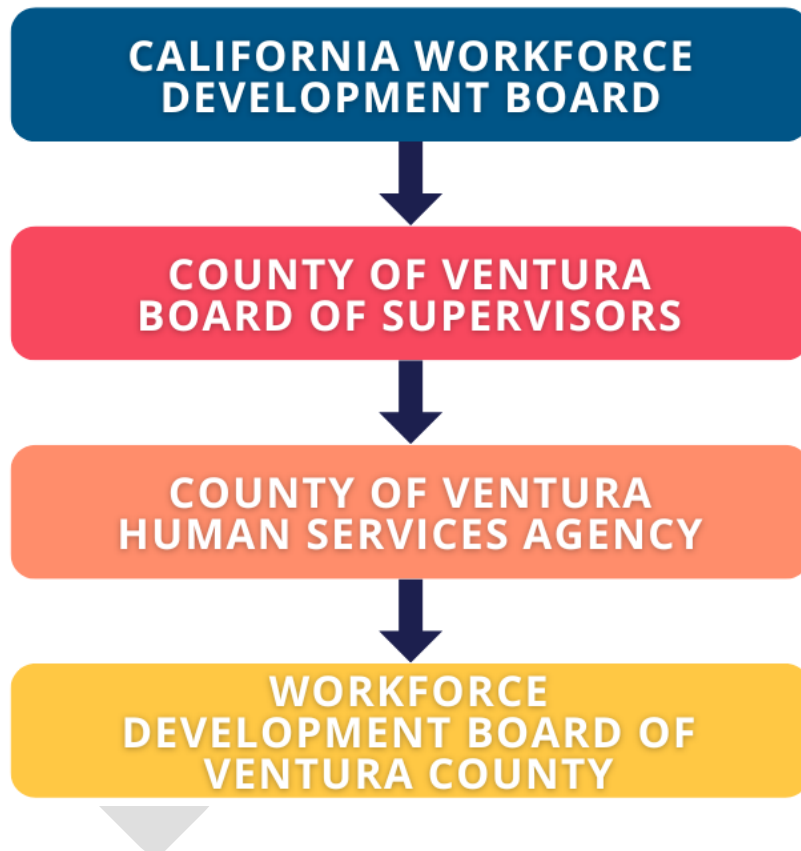 CALIFORNIA WORKFORCE
DEVELOPMENT BOARD
COUNTY OF VENTURA
BOARD OF SUPERVISORS
COUNTY OF VENTURA
HUMAN SERVICES AGENCY
WORKFORCE
DEVELOPMENT BOARD OF
VENTURA COUNTY